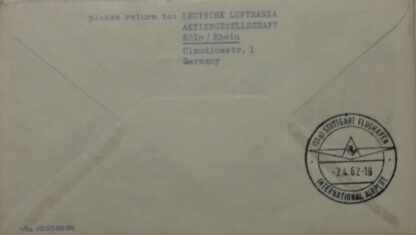 please return to: DEUTSCHE LUFTHANSA
AKTIENGESELLSCHAFT
Köln/Rhein
Claudiusstr. 1
Germany
STUTTGART FLUGHAFEN
-2.4.62-18
INTERNATIONAL AIRPORT